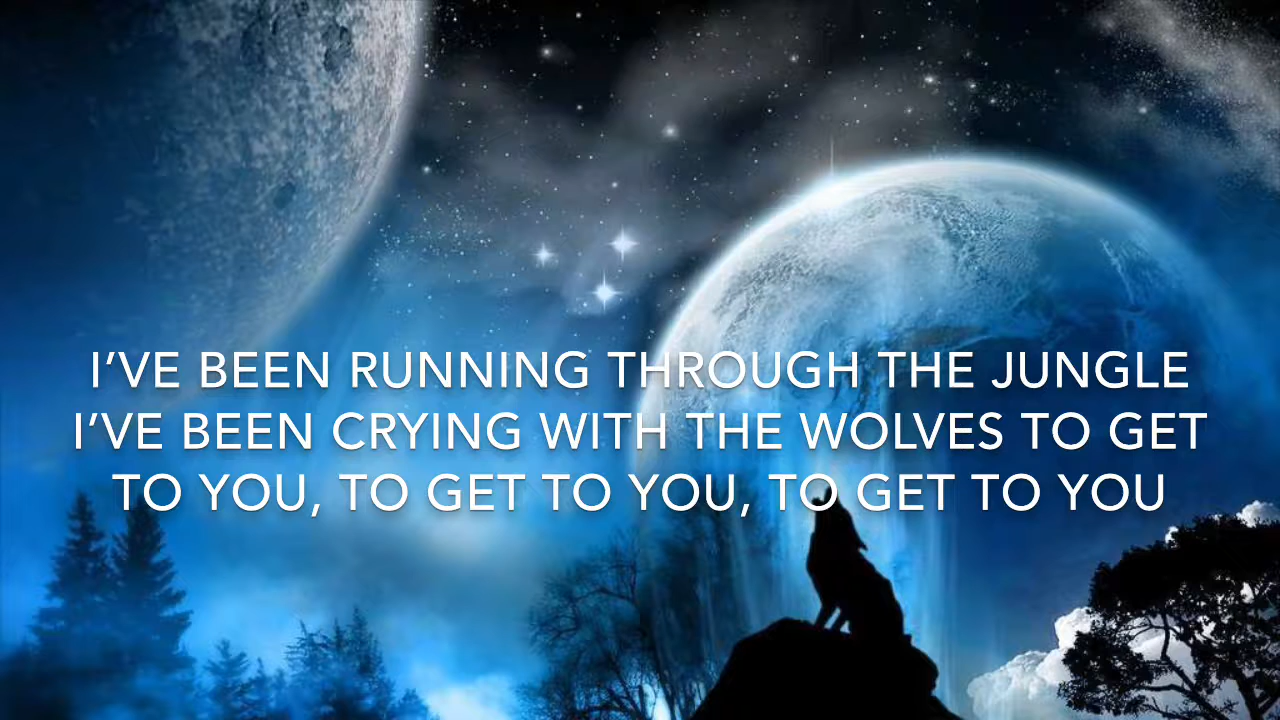 I’VE BEEN RUNNING THROUGH THE JUNGLE
I’VE BEEN CRYING WITH THE WOLVES TO GET
TO YOU, TO GET TO YOU, TO GET TO YOU